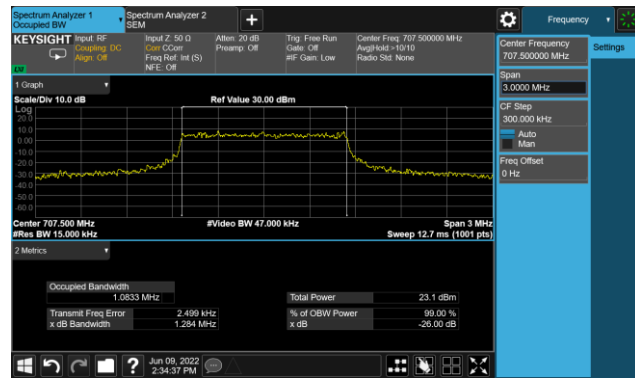 Spectrum Analyzer 1
Occupied BW
Spectrum Analyzer 2
SEM
+
Frequency
KEYSIGHT
Input: RF
Coupling: DC
Align: Off
Input Z: 50 Ω
Corr CCorr
Freq Ref: Int (S)
NFE: Off
Atten: 20 dB
Preamp: Off
Trig: Free Run
Gate: Off
#IF Gain: Low
Center Freq: 707.500000 MHz
Avg|Hold:>10/10
Radio Std: None
Center Frequency
707.500000 MHz
Settings
Span
3.0000 MHz
CF Step
300.000 kHz
Auto
Man
Freq Offset
0 Hz
1 Graph
Scale/Div 10.0 dB
Ref Value 30.00 dBm
Log
20.0
10.0
0.00
-10.0
-20.0
-30.0
-40.0
-50.0
-60.0
Center 707.500 MHz
#Video BW 47.000 kHz
Span 3 MHz
#Res BW 15.000 kHz
Sweep 12.7 ms (1001 pts)
2 Metrics
Occupied Bandwidth
1.0833 MHz
Total Power 23.1 dBm
Transmit Freq Error 2.499 kHz
% of OBW Power 99.00 %
x dB Bandwidth 1.284 MHz
x dB -26.00 dB
?
Jun 09, 2022
2:34:37 PM